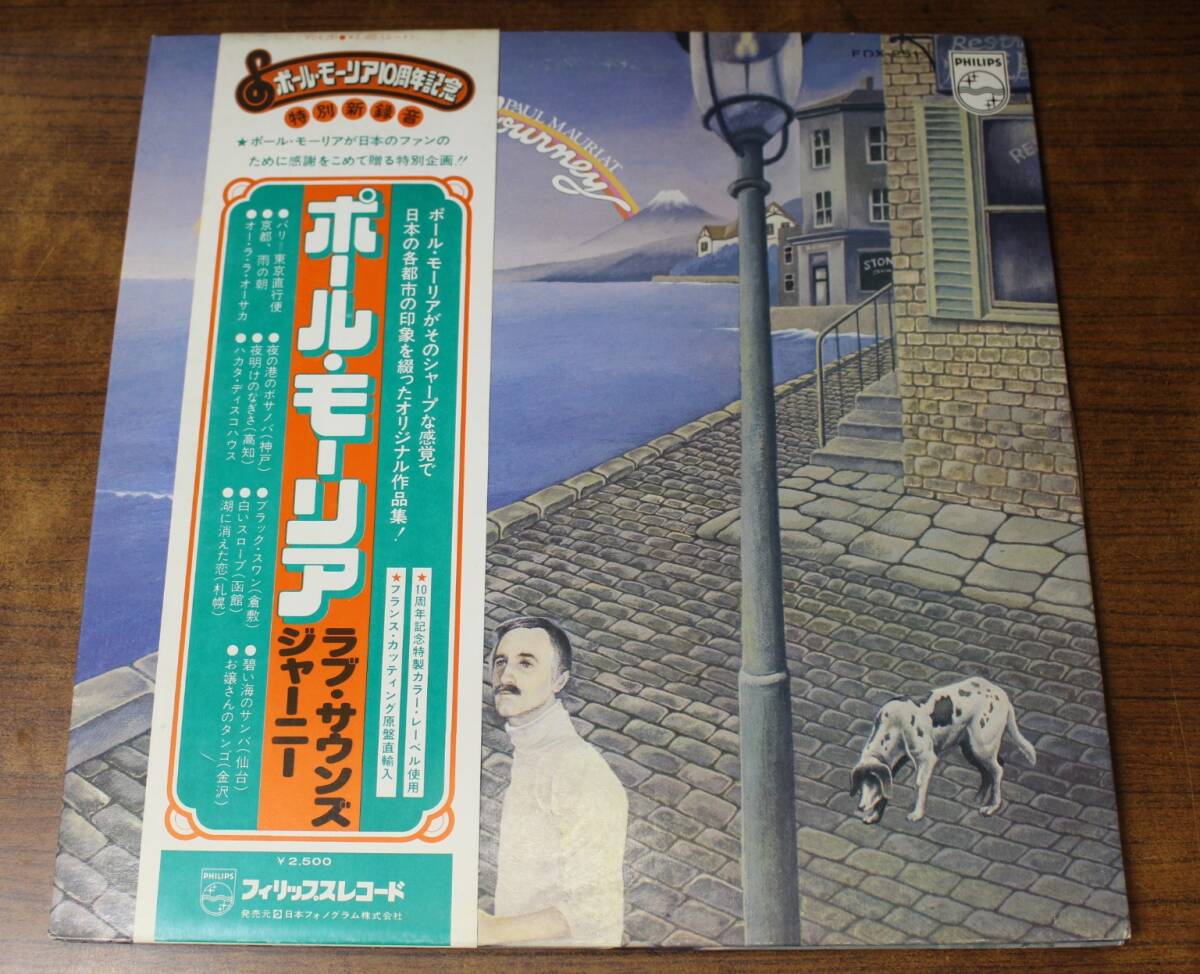 ポール・モーリア10周年記念
特別新録音
★ポール・モーリアが日本のファンの
ために感謝をこめて贈る特別企画!!
ポール・モーリアがそのシャープな感覚で
日本の各都市の印象を綴ったオリジナル作品集!
ポール・モーリア
ラブ・サウンズ
ジャーニー
●パリ＝東京直行便
●京都、雨の朝
●オー・ラ・ラ・オーサカ
●夜の港のボサノバ(神戸)
●夜明けのなぎさ(高知)
●ハカタ・ディスコハウス
●ブラック・スワン(倉敷)
●白いスロープ(函館)
●湖に消えた恋(札幌)
●碧い海のサンバ(仙台)
●お嬢さんのタンゴ(金沢)
★10周年記念特製カラー・レーベル使用
★フランス・カッティング原盤直輸入
¥2,500
PHILIPS
フィリップスレコード
発売元 日本フォノグラム株式会社
PAUL MAURIAT
ourney
PHILIPS
Rest
RE
STON